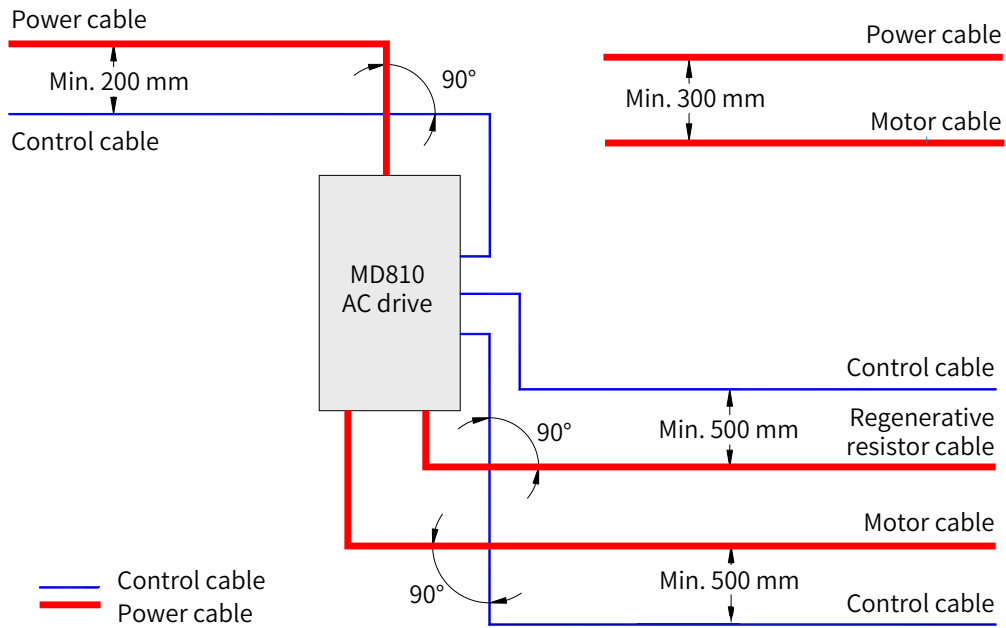 Power cable
Min. 200 mm
90°
Control cable
Power cable
Min. 300 mm
Motor cable
MD810
AC drive
Control cable
Min. 500 mm
Regenerative
resistor cable
90°
Motor cable
Min. 500 mm
90°
Control cable
Control cable
Power cable